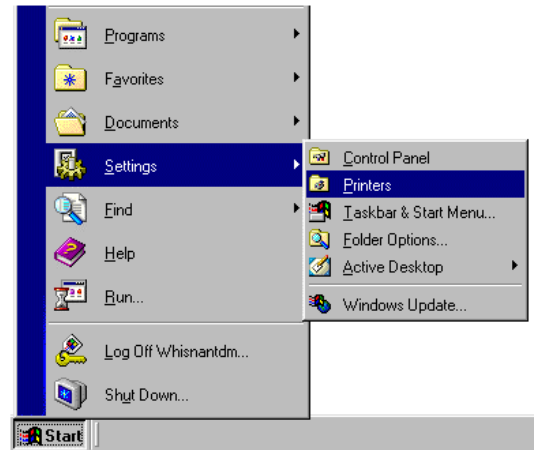 Programs
Favorites
Documents
Settings
Find
Help
Run...
Log Off Whisnantdm...
Shut Down...
Control Panel
Printers
Taskbar & Start Menu...
Folder Options...
Active Desktop
Windows Update...
Start